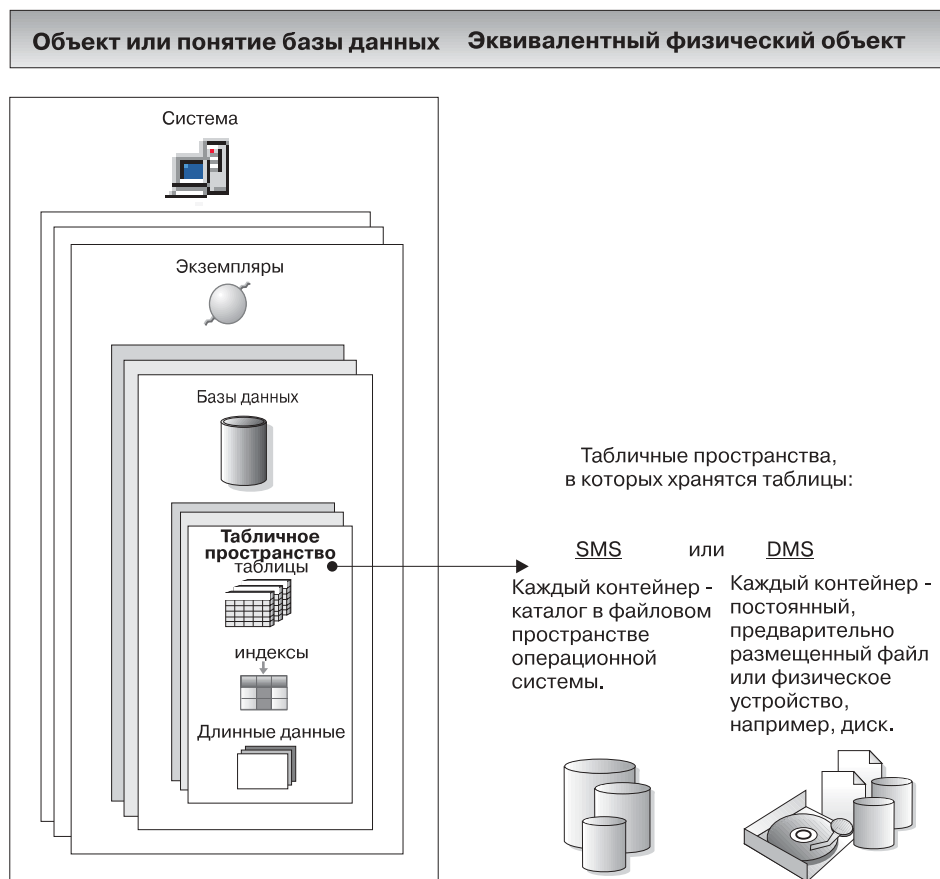 Объект или понятие базы данных
Эквивалентный физический объект
Система
Экземпляры
Базы данных
Табличное
пространство
таблицы
индексы
Длинные данные
Табличные пространства,
в которых хранятся таблицы:
SMS или DMS
Каждый контейнер -
каталог в файловом
пространстве
операционной
системы.
Каждый контейнер -
постоянный,
предварительно
размещенный файл
или физическое
устройство,
например, диск.